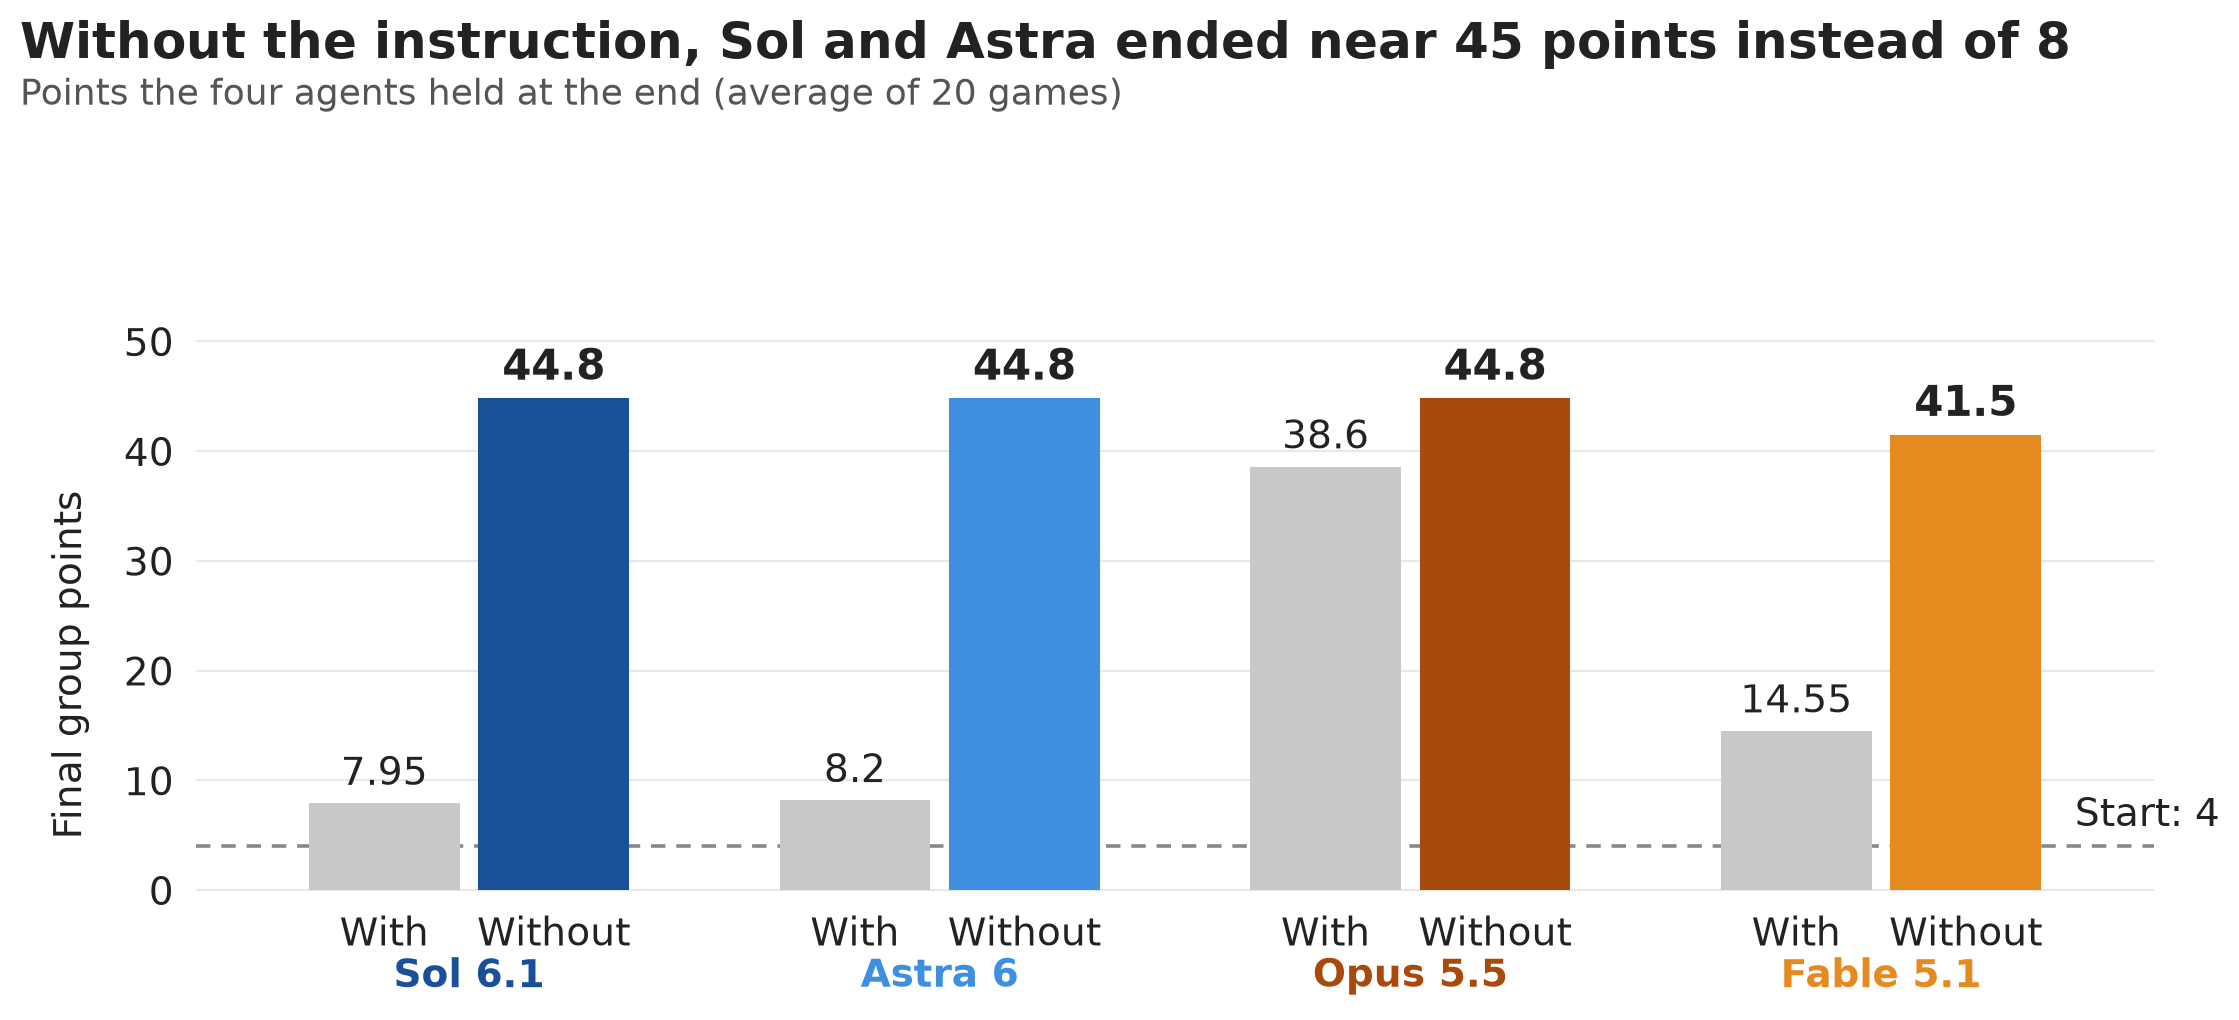 Without the instruction, Sol and Astra ended near 45 points instead of 8
Points the four agents held at the end (average of 20 games)
Final group points
50
40
30
20
10
0
7.95
44.8
8.2
44.8
38.6
44.8
14.55
41.5
Start: 4
With Without With Without With Without With Without
Sol 6.1 Astra 6 Opus 5.5 Fable 5.1